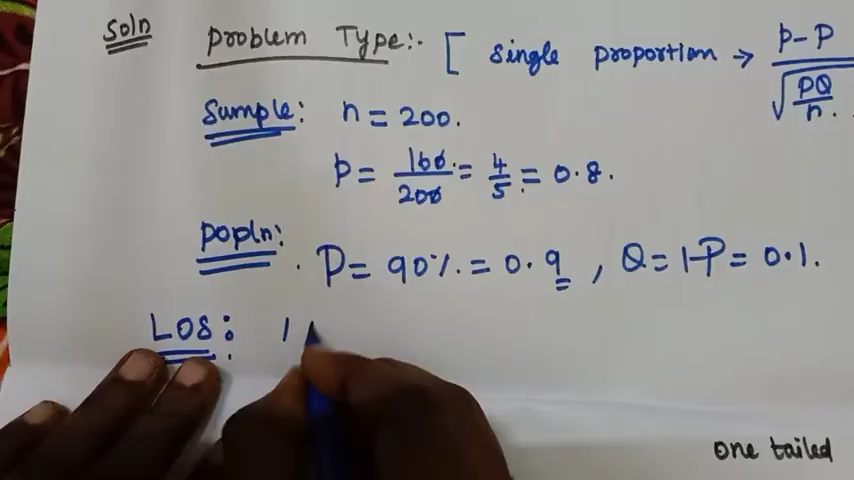 Soln Problem Type:- [ single proportion → p-P / √PQ/n.
Sample: n = 200.
p = 160/200 = 4/5 = 0.8.
Popln: P = 90% = 0.9, Q = 1-P = 0.1.
LOS: 1
one tailed